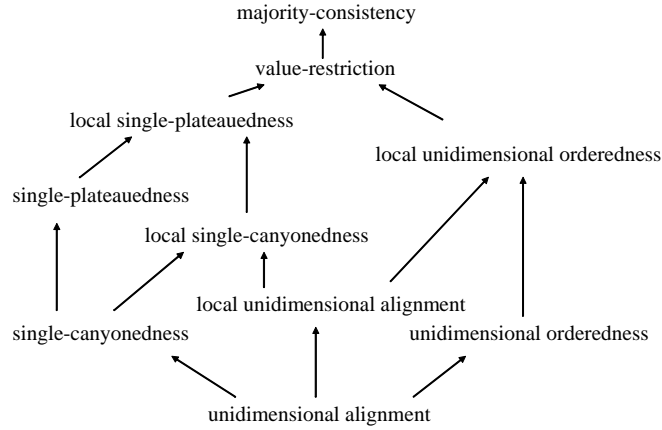 majority-consistency
value-restriction
local single-plateauedness
local unidimensional orderedness
single-plateauedness
local single-canyonedness
local unidimensional alignment
single-canyonedness
unidimensional orderedness
unidimensional alignment